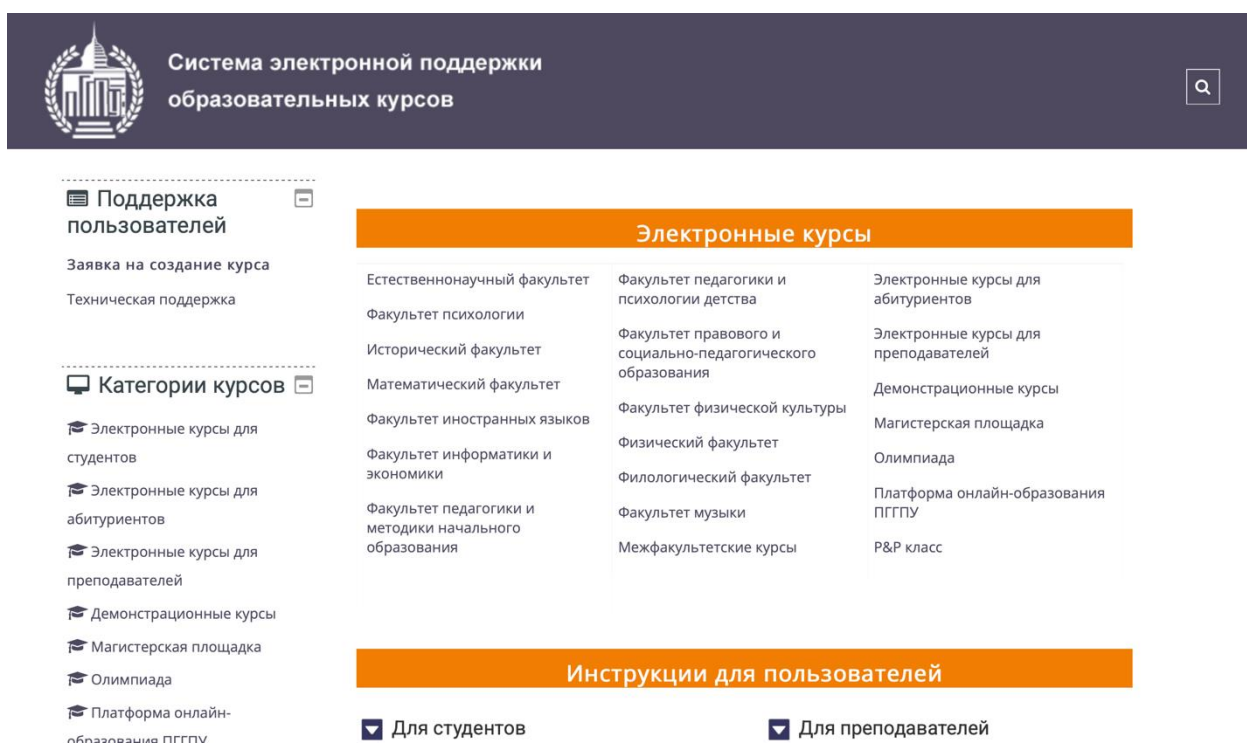 Система электронной поддержки
образовательных курсов
Поддержка
пользователей
Заявка на создание курса
Техническая поддержка
Категории курсов
Электронные курсы для
студентов
Электронные курсы для
абитуриентов
Электронные курсы для
преподавателей
Демонстрационные курсы
Магистерская площадка
Олимпиада
Платформа онлайн-
образования ПГГПУ
Электронные курсы
Естественнонаучный факультет
Факультет психологии
Исторический факультет
Математический факультет
Факультет иностранных языков
Факультет информатики и
экономики
Факультет педагогики и
методики начального
образования
Факультет педагогики и
психологии детства
Факультет правового и
социально-педагогического
образования
Факультет физической культуры
Физический факультет
Филологический факультет
Факультет музыки
Межфакультетские курсы
Электронные курсы для
абитуриентов
Электронные курсы для
преподавателей
Демонстрационные курсы
Магистерская площадка
Олимпиада
Платформа онлайн-образования
ПГГПУ
Р&Р класс
Инструкции для пользователей
Для студентов
Для преподавателей